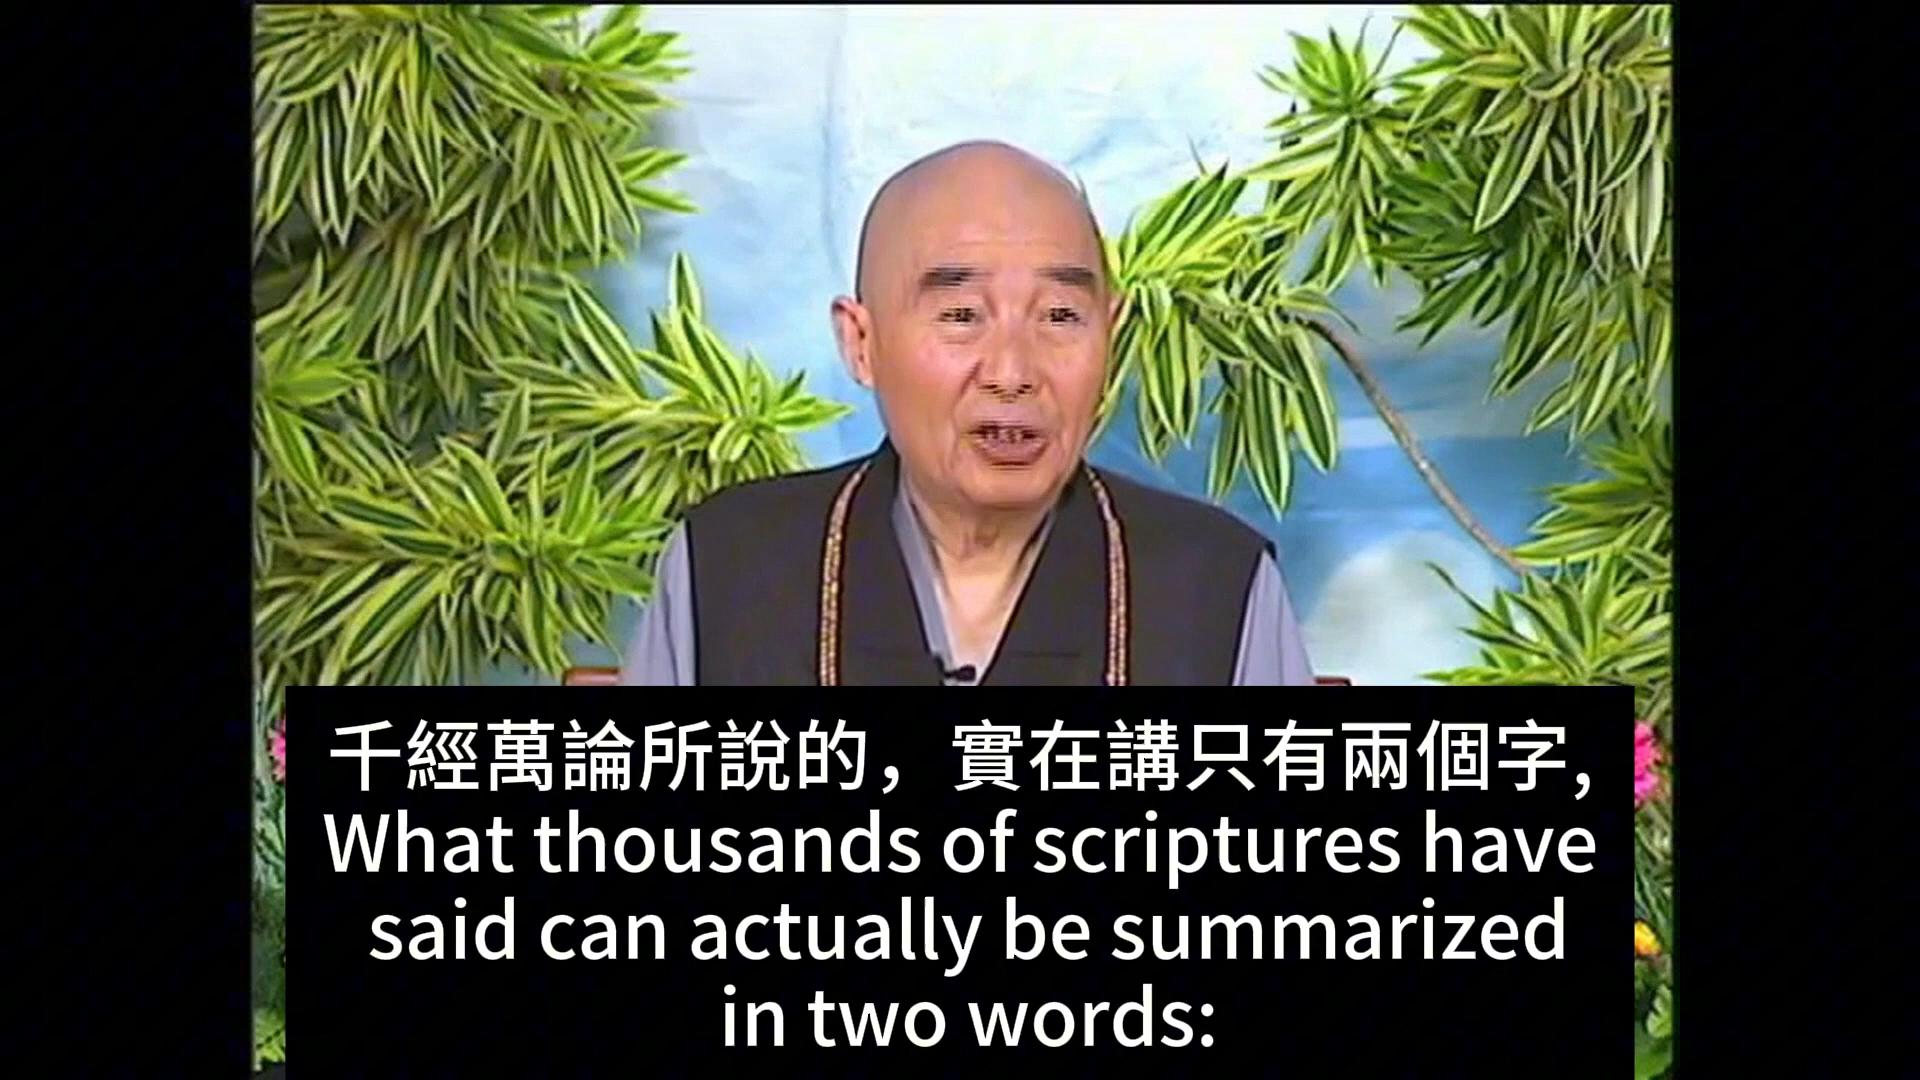 千經萬論所說的，實在講只有兩個字，
What thousands of scriptures have
said can actually be summarized
in two words: